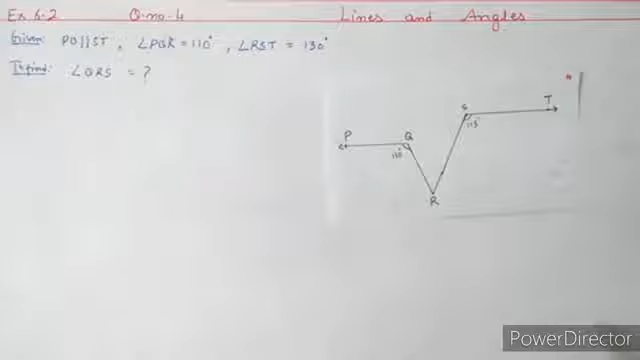 Ex 6.2 Q.no.4 Lines and Angles
Given: PQ||ST, ∠PQR = 110°, ∠RST = 130°
To find: ∠QRS = ?
S T
P Q
R
PowerDirector